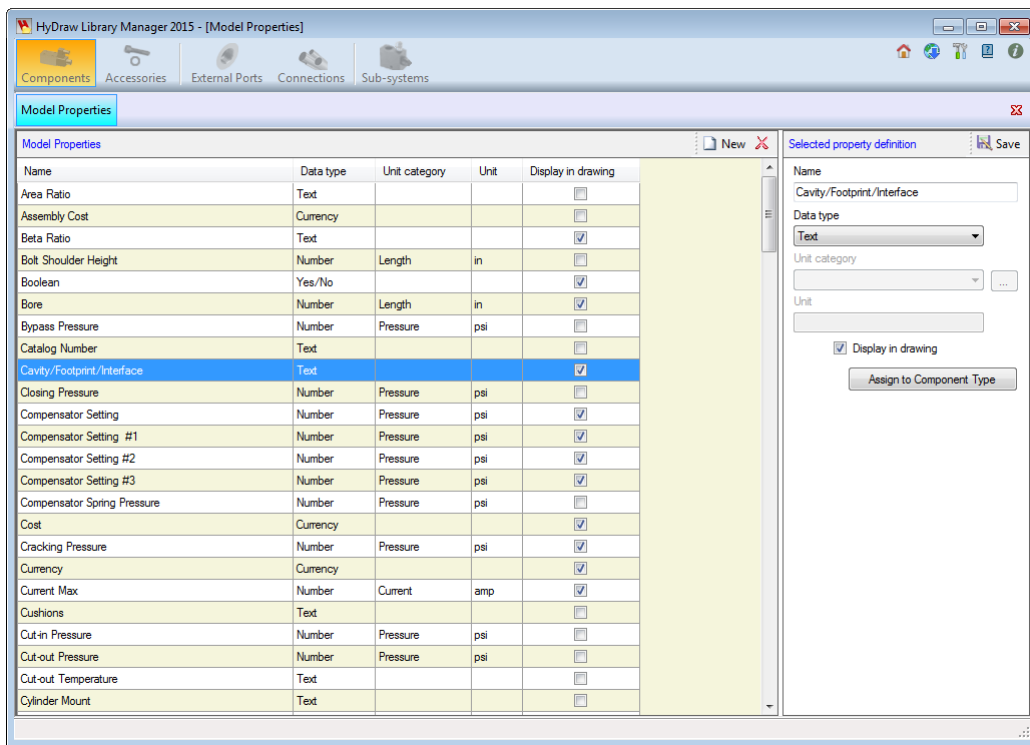 HyDraw Library Manager 2015 - [Model Properties]
Components Accessories External Ports Connections Sub-systems
Model Properties
Model Properties New Selected property definition Save
Name Data type Unit category Unit Display in drawing
Area Ratio Text
Assembly Cost Currency
Beta Ratio Text
Bolt Shoulder Height Number Length in
Boolean Yes/No
Bore Number Length in
Bypass Pressure Number Pressure psi
Catalog Number Text
Cavity/Footprint/Interface Text
Closing Pressure Number Pressure psi
Compensator Setting Number Pressure psi
Compensator Setting #1 Number Pressure psi
Compensator Setting #2 Number Pressure psi
Compensator Setting #3 Number Pressure psi
Compensator Spring Pressure Number Pressure psi
Cost Currency
Cracking Pressure Number Pressure psi
Currency Currency
Current Max Number Current amp
Cushions Text
Cut-in Pressure Number Pressure psi
Cut-out Pressure Number Pressure psi
Cut-out Temperature Text
Cylinder Mount Text
Name
Cavity/Footprint/Interface
Data type
Text
Unit category
...
Unit
Display in drawing
Assign to Component Type